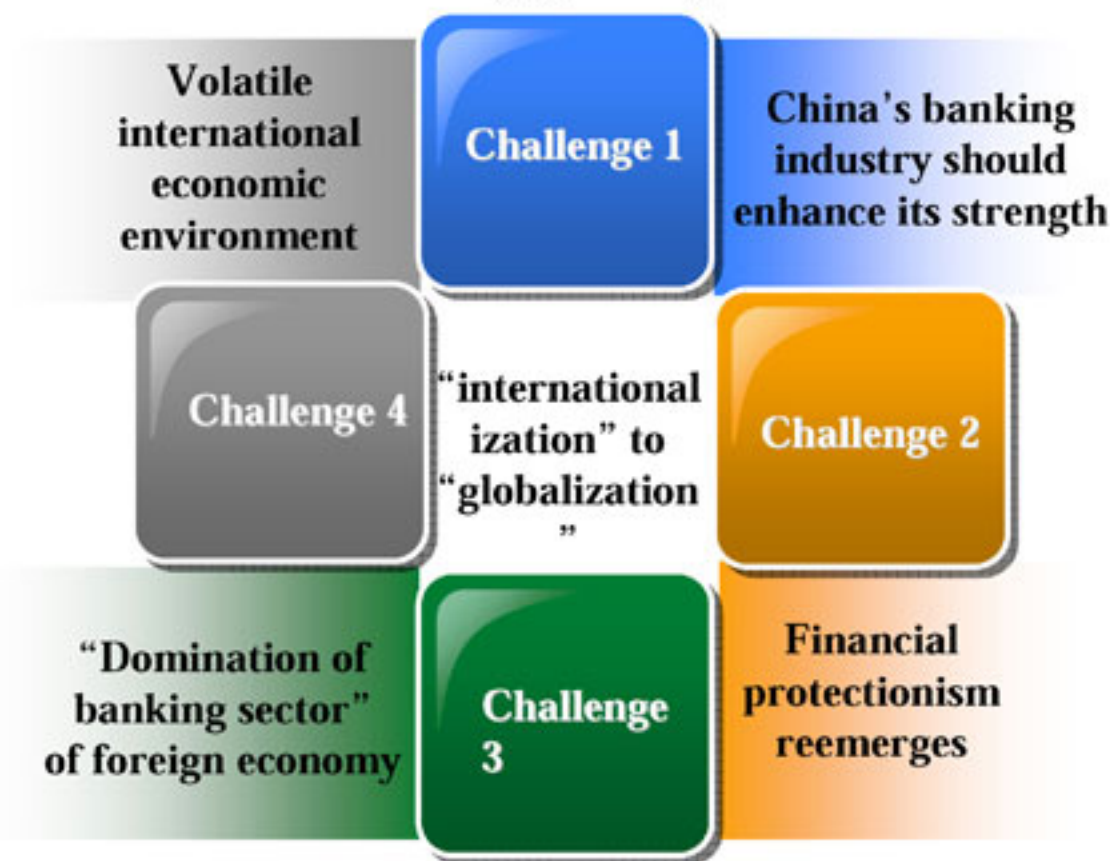 Volatile
international
economic
environment
Challenge 1
China’s banking
industry should
enhance its strength
Challenge 4
“international
ization” to
“globalization
”
Challenge 2
“Domination of
banking sector”
of foreign economy
Challenge
3
Financial
protectionism
reemerges